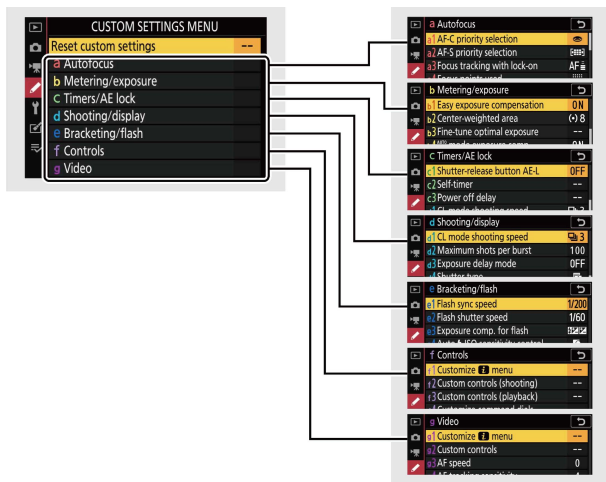 CUSTOM SETTINGS MENU
Reset custom settings --
a Autofocus
b Metering/exposure
c Timers/AE lock
d Shooting/display
e Bracketing/flash
f Controls
g Video
a Autofocus
a1 AF-C priority selection
a2 AF-S priority selection
a3 Focus tracking with lock-on AF
b Metering/exposure
b1 Easy exposure compensation ON
b2 Center-weighted area (•) 8
b3 Fine-tune optimal exposure --
c Timers/AE lock
c1 Shutter-release button AE-L OFF
c2 Self-timer --
c3 Power off delay --
d Shooting/display
d1 CL mode shooting speed 3
d2 Maximum shots per burst 100
d3 Exposure delay mode OFF
d4 Shutter type
e Bracketing/flash
e1 Flash sync speed 1/200
e2 Flash shutter speed 1/60
e3 Exposure comp. for flash
f Controls
f1 Customize i menu --
f2 Custom controls (shooting) --
f3 Custom controls (playback) --
g Video
g1 Customize i menu --
g2 Custom controls --
g3 AF speed 0